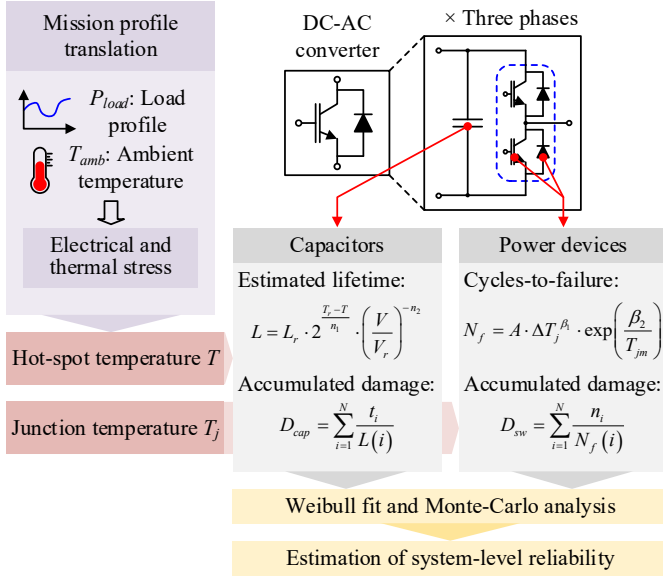 Mission profile
translation
P_load: Load
profile
T_amb: Ambient
temperature
Electrical and
thermal stress
Hot-spot temperature T
Junction temperature T_j
DC-AC
converter
× Three phases
Capacitors
Estimated lifetime:
L = L_r · 2^((T_r − T)/n_1) · (V/V_r)^(−n_2)
Accumulated damage:
D_cap = ∑_{i=1}^{N} t_i/L(i)
Power devices
Cycles-to-failure:
N_f = A · ΔT_j^(β_1) · exp(β_2/T_jm)
Accumulated damage:
D_sw = ∑_{i=1}^{N} n_i/N_f(i)
Weibull fit and Monte-Carlo analysis
Estimation of system-level reliability